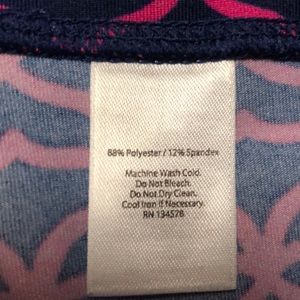 88% Polyester / 12% Spandex
Machine Wash Cold.
Do Not Bleach.
Do Not Dry Clean.
Cool Iron If Necessary.
RN 134578